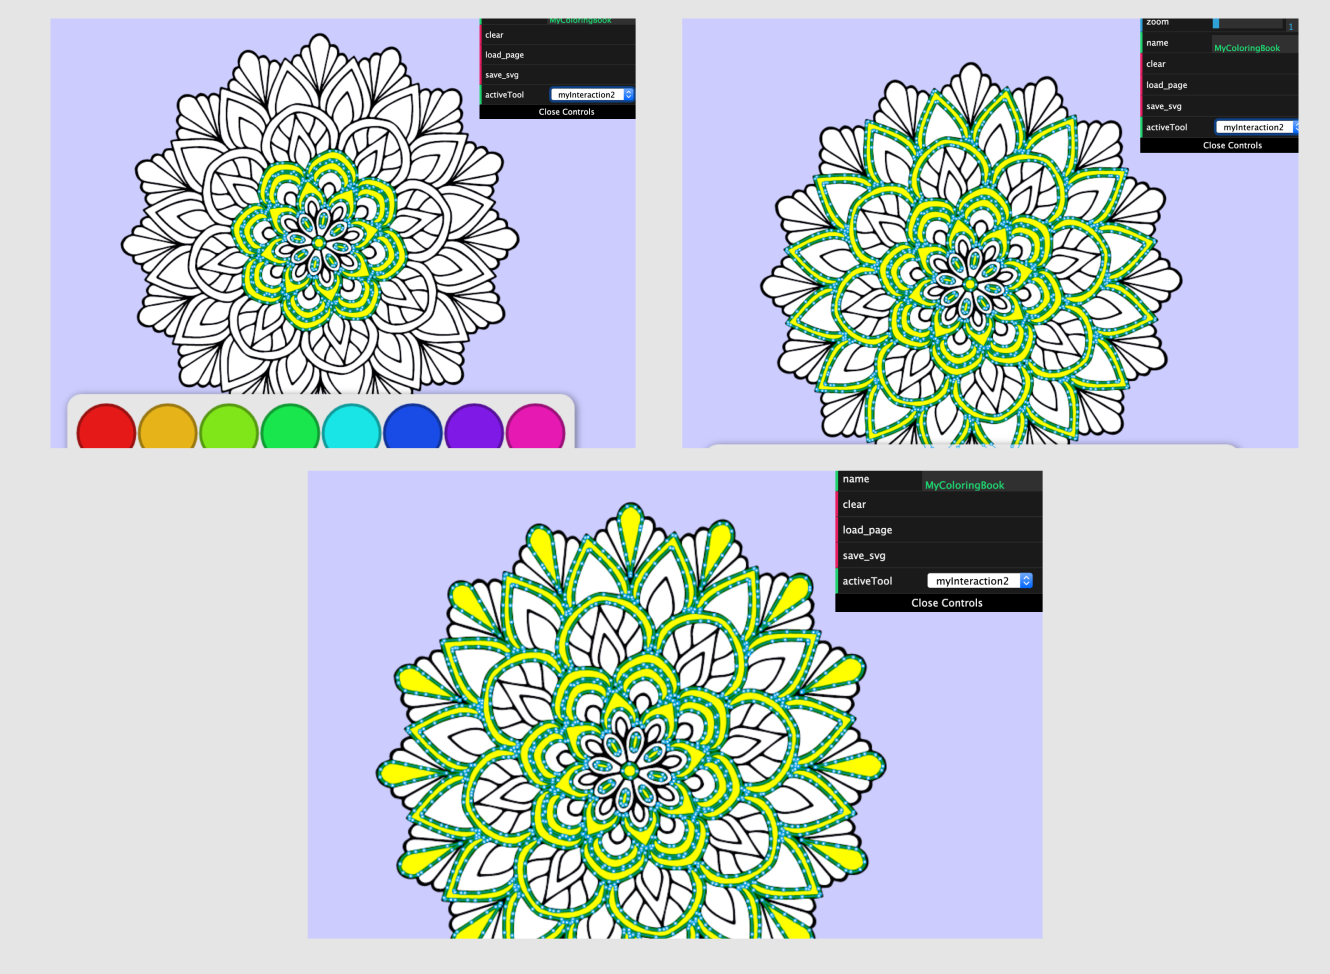 MyColoringBook
clear
load_page
save_svg
activeTool myInteraction2
Close Controls
zoom 1
name MyColoringBook
clear
load_page
save_svg
activeTool myInteraction2
Close Controls
name MyColoringBook
clear
load_page
save_svg
activeTool myInteraction2
Close Controls